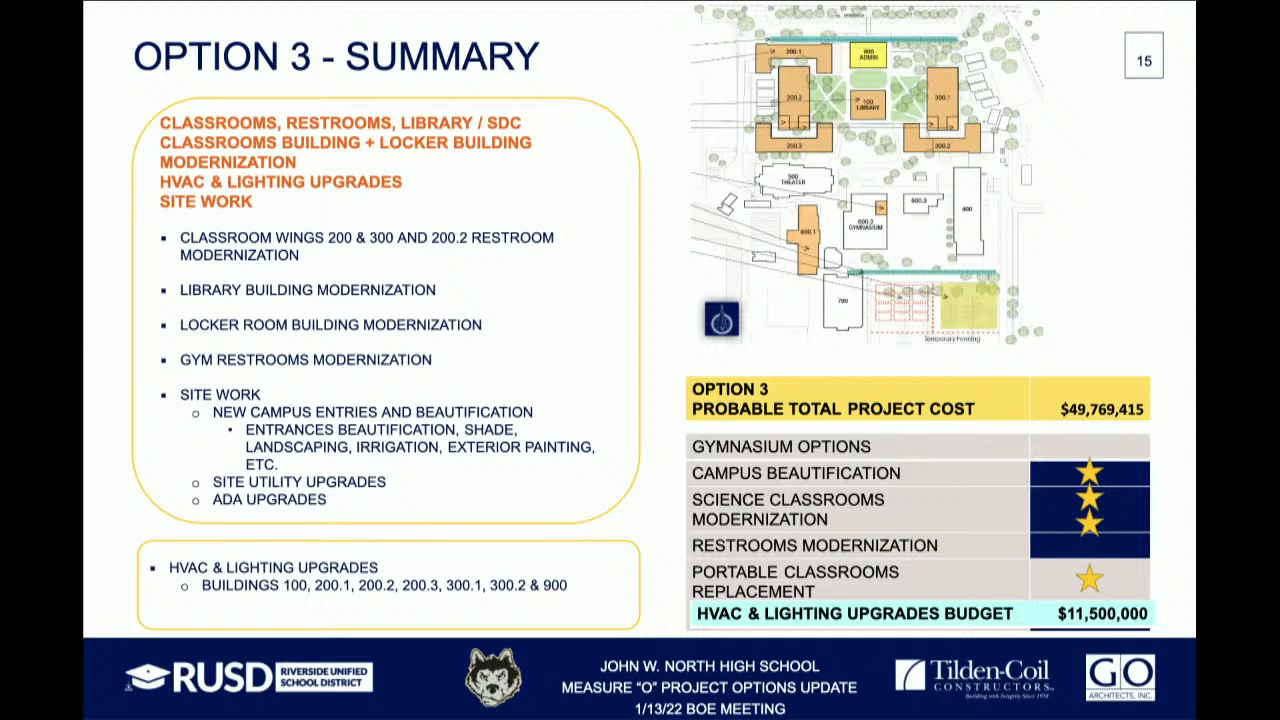 OPTION 3 - SUMMARY
15
CLASSROOMS, RESTROOMS, LIBRARY / SDC
CLASSROOMS BUILDING + LOCKER BUILDING
MODERNIZATION
HVAC & LIGHTING UPGRADES
SITE WORK
▪ CLASSROOM WINGS 200 & 300 AND 200.2 RESTROOM
MODERNIZATION
▪ LIBRARY BUILDING MODERNIZATION
▪ LOCKER ROOM BUILDING MODERNIZATION
▪ GYM RESTROOMS MODERNIZATION
▪ SITE WORK
o NEW CAMPUS ENTRIES AND BEAUTIFICATION
• ENTRANCES BEAUTIFICATION, SHADE,
LANDSCAPING, IRRIGATION, EXTERIOR PAINTING,
ETC.
o SITE UTILITY UPGRADES
o ADA UPGRADES
▪ HVAC & LIGHTING UPGRADES
o BUILDINGS 100, 200.1, 200.2, 200.3, 300.1, 300.2 & 900
200.1
900
ADMIN
200.2
100
LIBRARY
300.1
200.3
300.2
500
THEATER
600.3
400
600.1
600.2
GYMNASIUM
700
Temporary Fencing
OPTION 3
PROBABLE TOTAL PROJECT COST $49,769,415
GYMNASIUM OPTIONS
CAMPUS BEAUTIFICATION
SCIENCE CLASSROOMS
MODERNIZATION
RESTROOMS MODERNIZATION
PORTABLE CLASSROOMS
REPLACEMENT
HVAC & LIGHTING UPGRADES BUDGET $11,500,000
RUSD RIVERSIDE UNIFIED
SCHOOL DISTRICT
JOHN W. NORTH HIGH SCHOOL
MEASURE “O” PROJECT OPTIONS UPDATE
1/13/22 BOE MEETING
Tilden-Coil
CONSTRUCTORS
Building with Integrity Since 1938
GO
ARCHITECTS, INC.